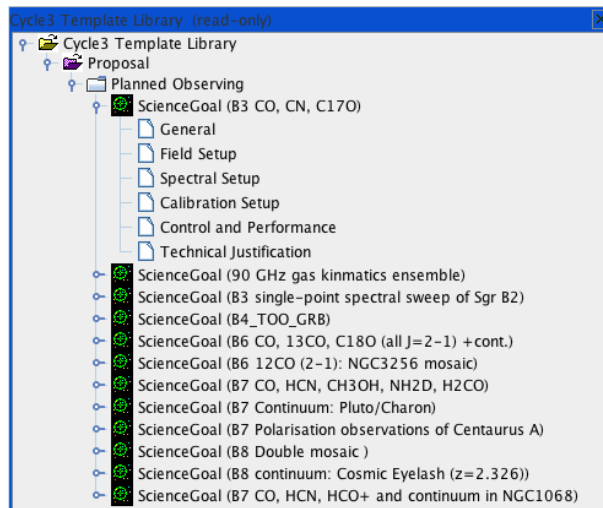 Cycle3 Template Library (read-only)
Cycle3 Template Library
Proposal
Planned Observing
ScienceGoal (B3 CO, CN, C17O)
General
Field Setup
Spectral Setup
Calibration Setup
Control and Performance
Technical Justification
ScienceGoal (90 GHz gas kinmatics ensemble)
ScienceGoal (B3 single-point spectral sweep of Sgr B2)
ScienceGoal (B4_TOO_GRB)
ScienceGoal (B6 CO, 13CO, C18O (all J=2-1) +cont.)
ScienceGoal (B6 12CO (2-1): NGC3256 mosaic)
ScienceGoal (B7 CO, HCN, CH3OH, NH2D, H2CO)
ScienceGoal (B7 Continuum: Pluto/Charon)
ScienceGoal (B7 Polarisation observations of Centaurus A)
ScienceGoal (B8 Double mosaic )
ScienceGoal (B8 continuum: Cosmic Eyelash (z=2.326))
ScienceGoal (B7 CO, HCN, HCO+ and continuum in NGC1068)